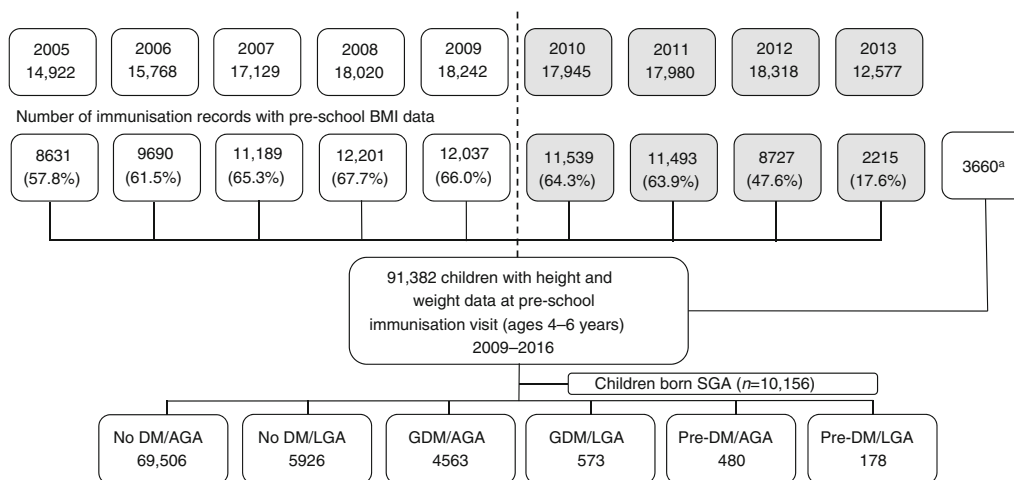 2005 2006 2007 2008 2009 2010 2011 2012 2013
14,922 15,768 17,129 18,020 18,242 17,945 17,980 18,318 12,577
Number of immunisation records with pre-school BMI data
8631 9690 11,189 12,201 12,037 11,539 11,493 8727 2215 3660ᵃ
(57.8%) (61.5%) (65.3%) (67.7%) (66.0%) (64.3%) (63.9%) (47.6%) (17.6%)
91,382 children with height and
weight data at pre-school
immunisation visit (ages 4–6 years)
2009–2016
Children born SGA (n=10,156)
No DM/AGA No DM/LGA GDM/AGA GDM/LGA Pre-DM/AGA Pre-DM/LGA
69,506 5926 4563 573 480 178